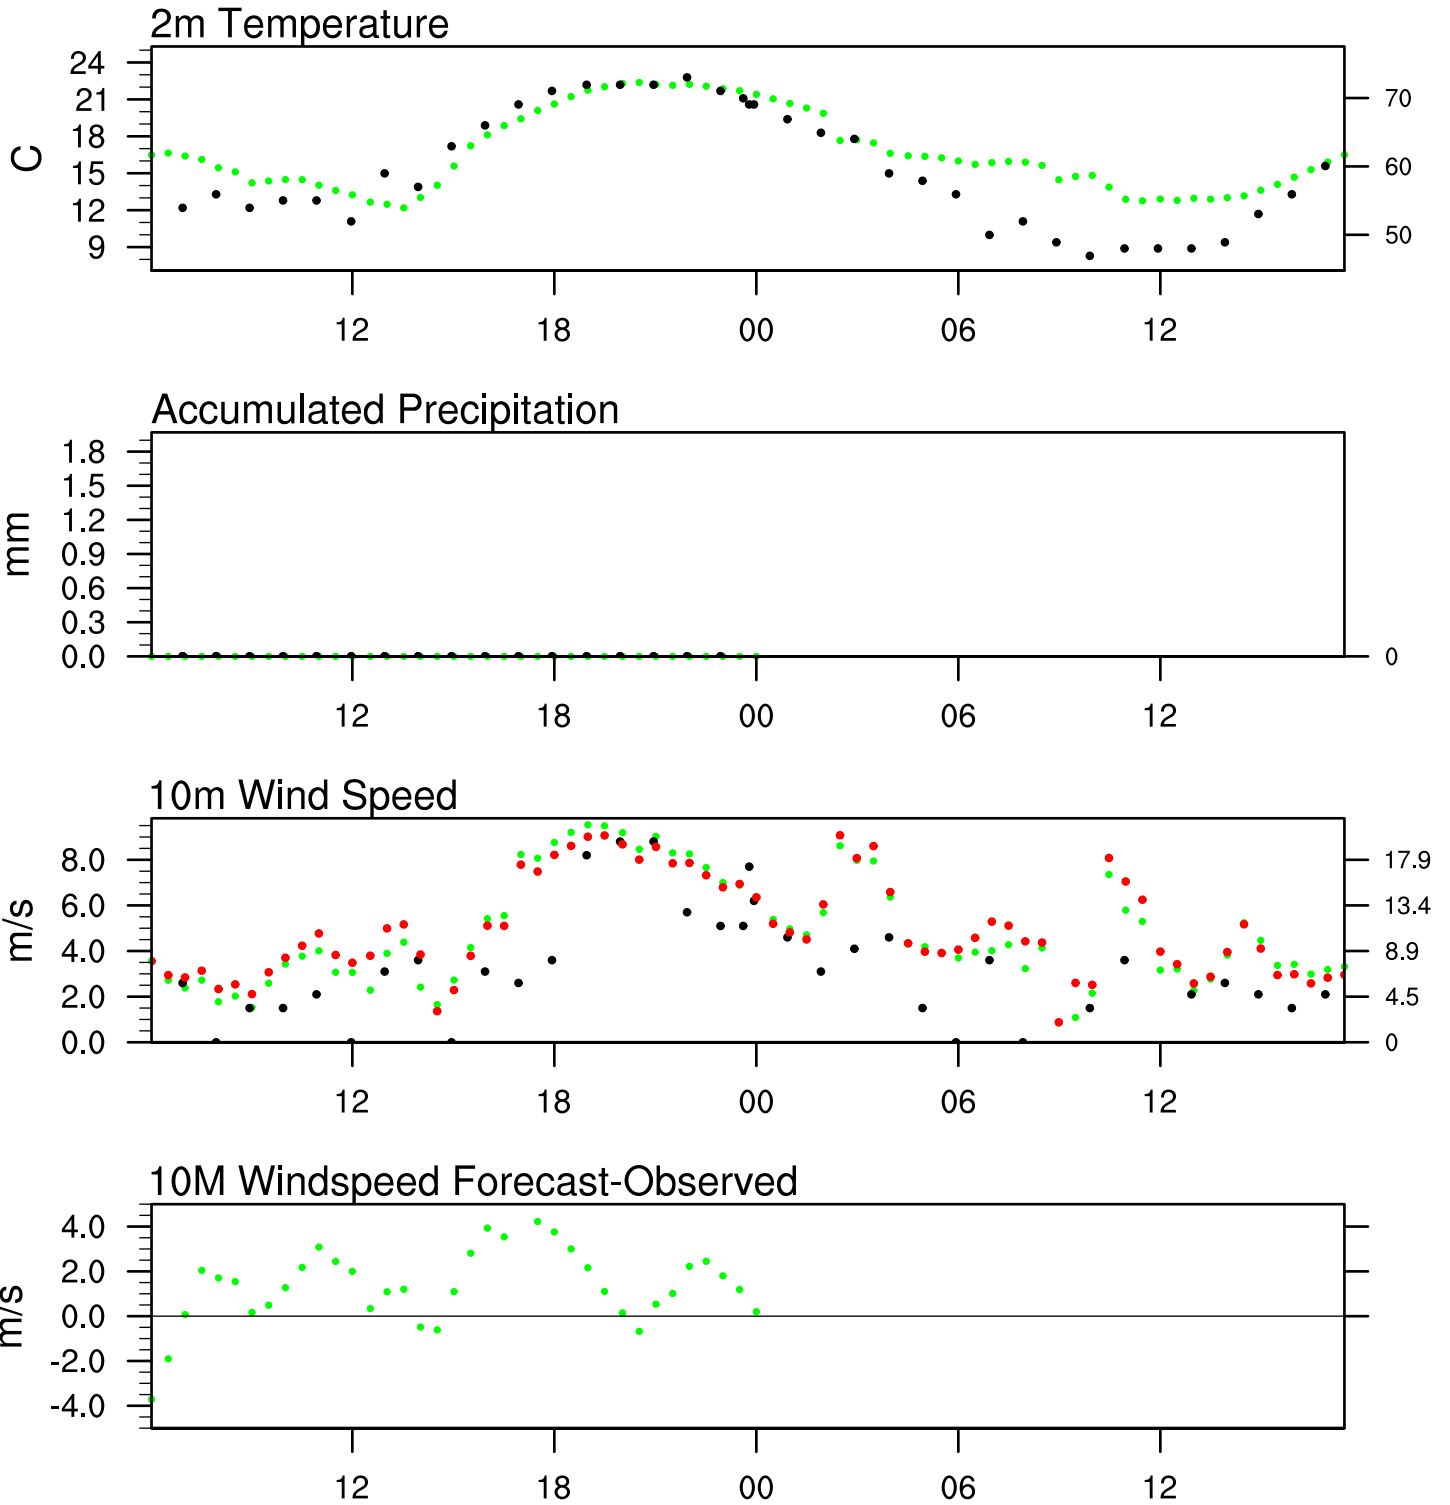 2m Temperature
24
21
18
15
12
9
C
70
60
50
12 18 00 06 12
Accumulated Precipitation
1.8
1.5
1.2
0.9
0.6
0.3
0.0
mm
0
12 18 00 06 12
10m Wind Speed
8.0
6.0
4.0
2.0
0.0
m/s
17.9
13.4
8.9
4.5
0
12 18 00 06 12
10M Windspeed Forecast-Observed
4.0
2.0
0.0
-2.0
-4.0
m/s
12 18 00 06 12